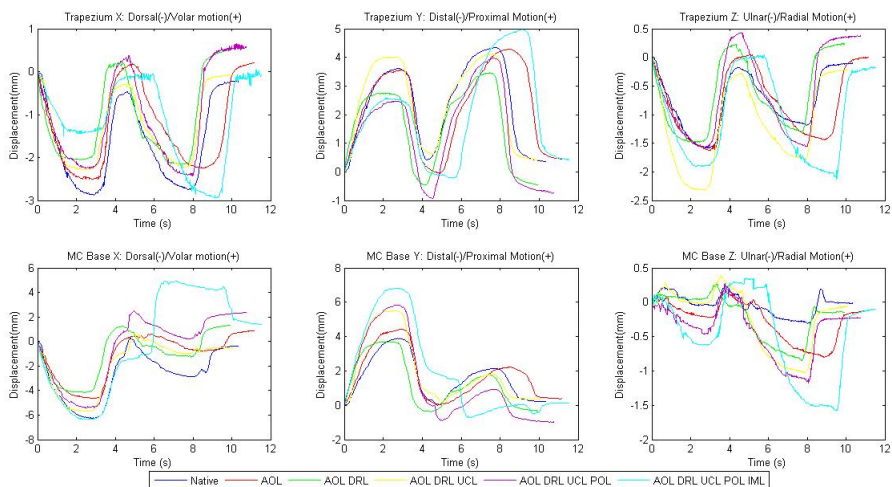 Trapezium X: Dorsal(-)/Volar motion(+)
Trapezium Y: Distal(-)/Proximal Motion(+)
Trapezium Z: Ulnar(-)/Radial Motion(+)
Displacement(mm)
1
0
-1
-2
-3
0 2 4 6 8 10 12
Time (s)
Displacement(mm)
5
4
3
2
1
0
-1
0 2 4 6 8 10 12
Time (s)
Displacement(mm)
0.5
0
-0.5
-1
-1.5
-2
-2.5
0 2 4 6 8 10 12
Time (s)
MC Base X: Dorsal(-)/Volar motion(+)
MC Base Y: Distal(-)/Proximal Motion(+)
MC Base Z: Ulnar(-)/Radial Motion(+)
Displacement(mm)
6
4
2
0
-2
-4
-6
-8
0 2 4 6 8 10 12
Time (s)
Displacement(mm)
8
6
4
2
0
-2
0 2 4 6 8 10 12
Time (s)
Displacement(mm)
0.5
0
-0.5
-1
-1.5
-2
0 2 4 6 8 10 12
Time (s)
Native AOL AOL DRL AOL DRL UCL AOL DRL UCL POL AOL DRL UCL POL IML